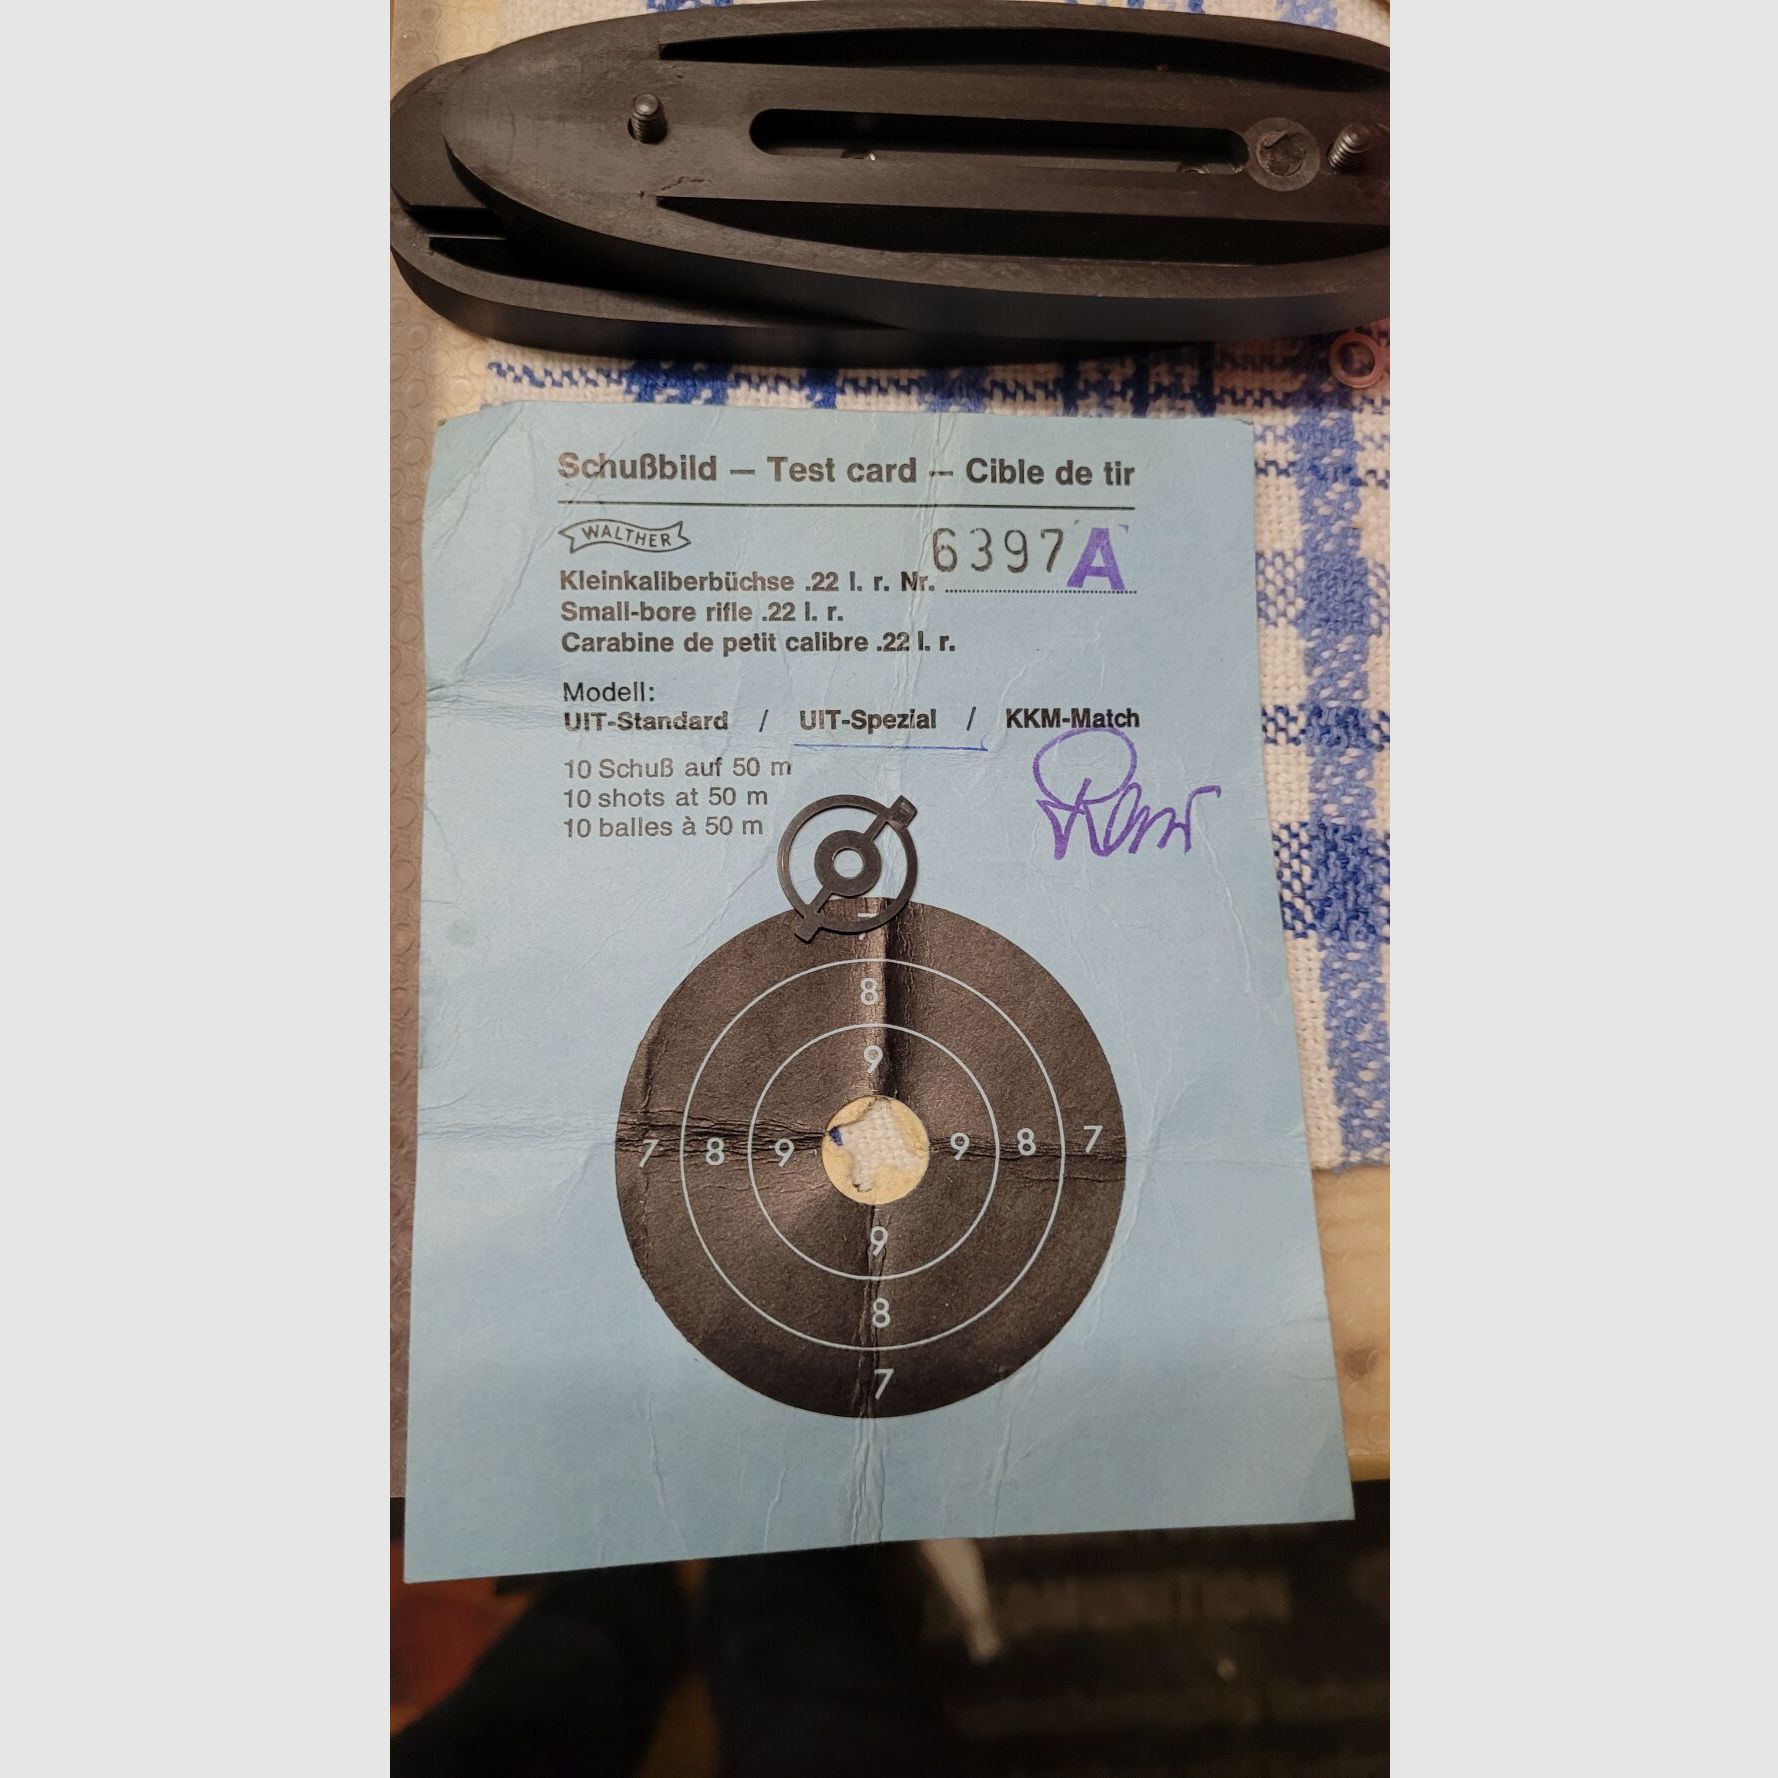 Schußbild — Test card — Cible de tir
WALTHER
6397 A
Kleinkaliberbüchse .22 l. r. Nr.
Small-bore rifle .22 l. r.
Carabine de petit calibre .22 l. r.
Modell:
UIT-Standard / UIT-Spezial / KKM-Match
10 Schuß auf 50 m
10 shots at 50 m
10 balles à 50 m
7
8
9
7 8 9 9 8 7
9
8
7